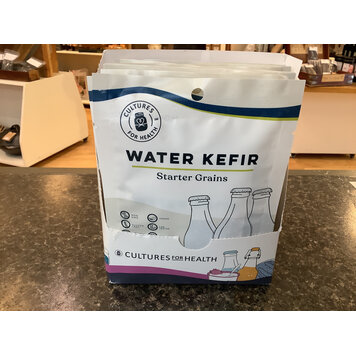 CULTURES
FOR HEALTH
WATER KEFIR
Starter Grains
CULTURES FOR HEALTH